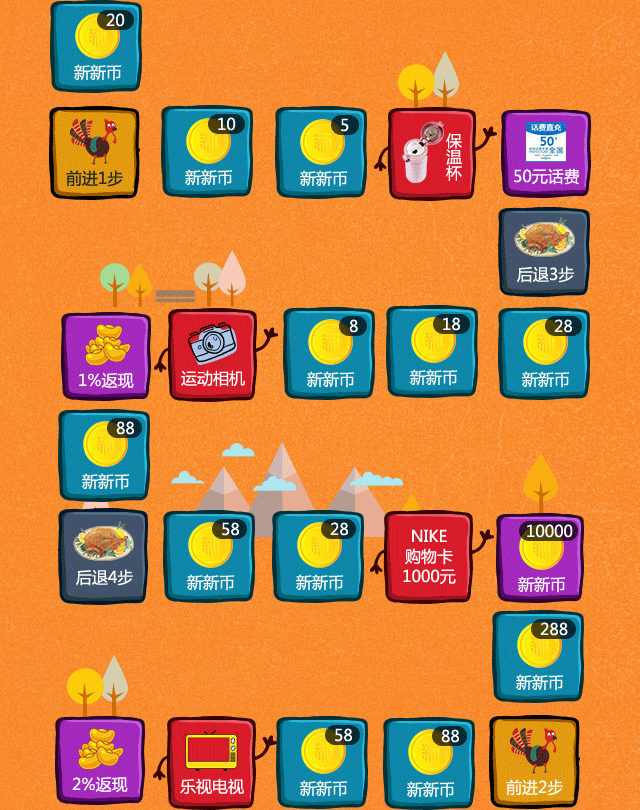 20
新新币
前进1步
10
新新币
5
新新币
保温杯
话费直充
50
全国
50元话费
后退3步
1%返现
运动相机
8
新新币
18
新新币
28
新新币
88
新新币
后退4步
58
新新币
28
新新币
NIKE
购物卡
1000元
10000
新新币
288
新新币
2%返现
乐视电视
58
新新币
88
新新币
前进2步